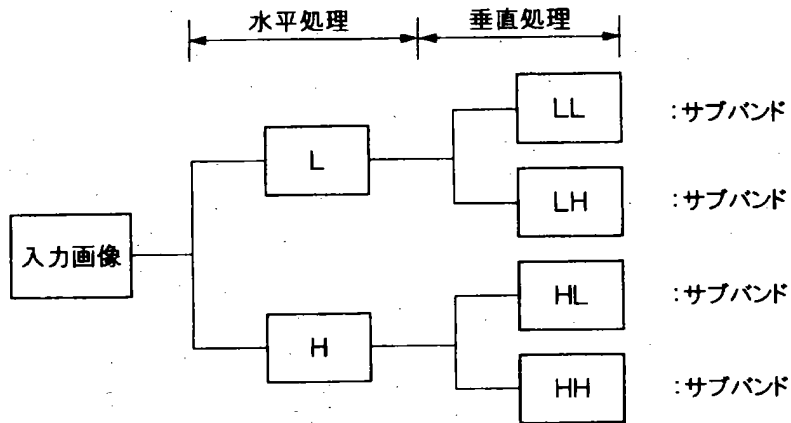 水平処理 垂直処理
LL :サブバンド
L
LH :サブバンド
入力画像
HL :サブバンド
H
HH :サブバンド